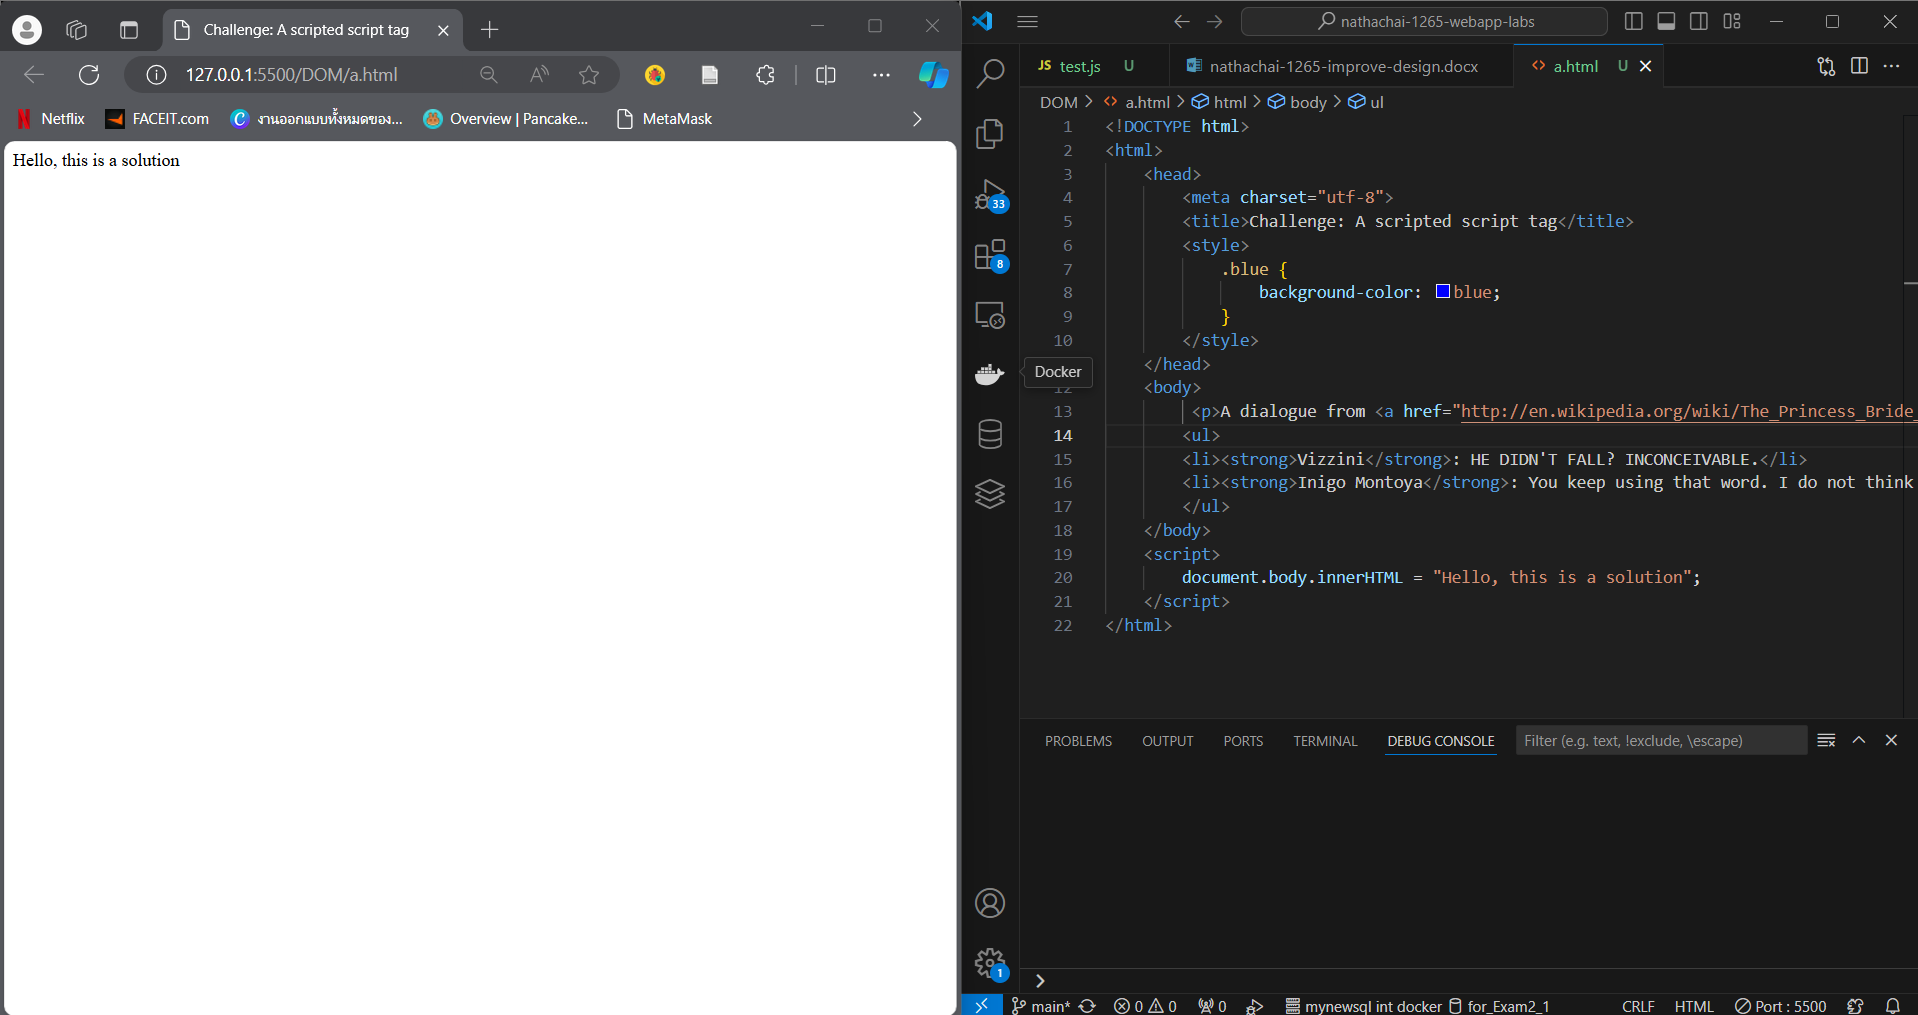 Challenge: A scripted script tag
127.0.0.1:5500/DOM/a.html
Netflix
FACEIT.com
งานออกแบบทั้งหมดของ...
Overview | Pancake...
MetaMask
Hello, this is a solution
nathachai-1265-webapp-labs
JS test.js U
nathachai-1265-improve-design.docx
<> a.html U
DOM > <> a.html > html > body > ul
33
8
Docker
1
1 <!DOCTYPE html>
2 <html>
3 <head>
4 <meta charset="utf-8">
5 <title>Challenge: A scripted script tag</title>
6 <style>
7 .blue {
8 background-color: blue;
9 }
10 </style>
</head>
12 <body>
13 <p>A dialogue from <a href="http://en.wikipedia.org/wiki/The_Princess_Bride_
14 <ul>
15 <li><strong>Vizzini</strong>: HE DIDN'T FALL? INCONCEIVABLE.</li>
16 <li><strong>Inigo Montoya</strong>: You keep using that word. I do not think
17 </ul>
18 </body>
19 <script>
20 document.body.innerHTML = "Hello, this is a solution";
21 </script>
22 </html>
PROBLEMS OUTPUT PORTS TERMINAL DEBUG CONSOLE Filter (e.g. text, !exclude, \escape)
main* 0 0 0 mynewsql int docker for_Exam2_1 CRLF HTML Port : 5500